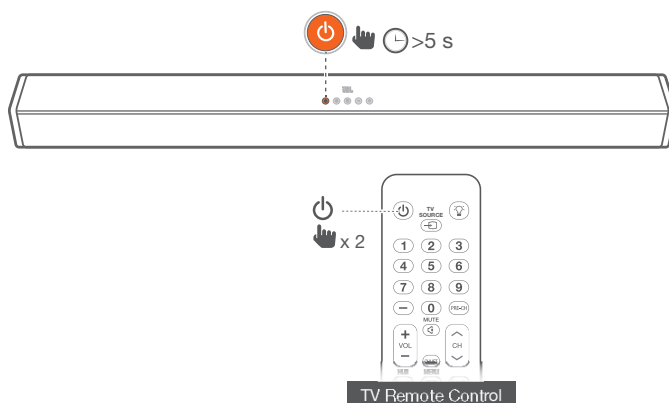 >5 s
JBL
x 2
TV
SOURCE
1 2 3
4 5 6
7 8 9
0 PRE-CH
MUTE
VOL CH
TV Remote Control